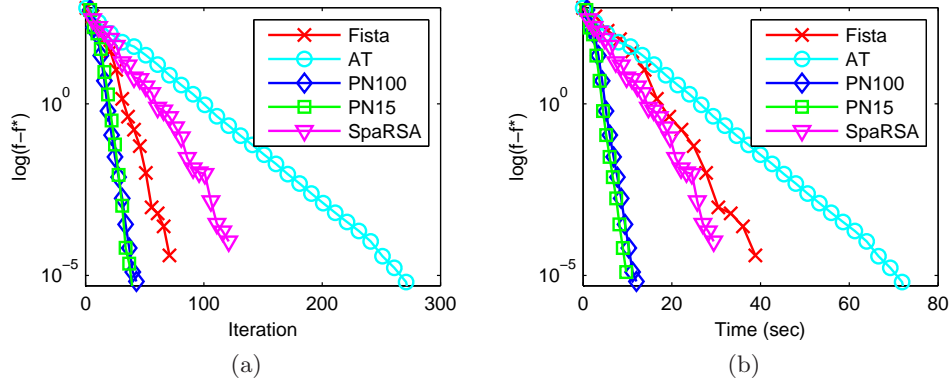 log(f−f*)
10^0
10^−5
0
100
200
300
Iteration
Fista
AT
PN100
PN15
SpaRSA
(a)
log(f−f*)
10^0
10^−5
0
20
40
60
80
Time (sec)
Fista
AT
PN100
PN15
SpaRSA
(b)